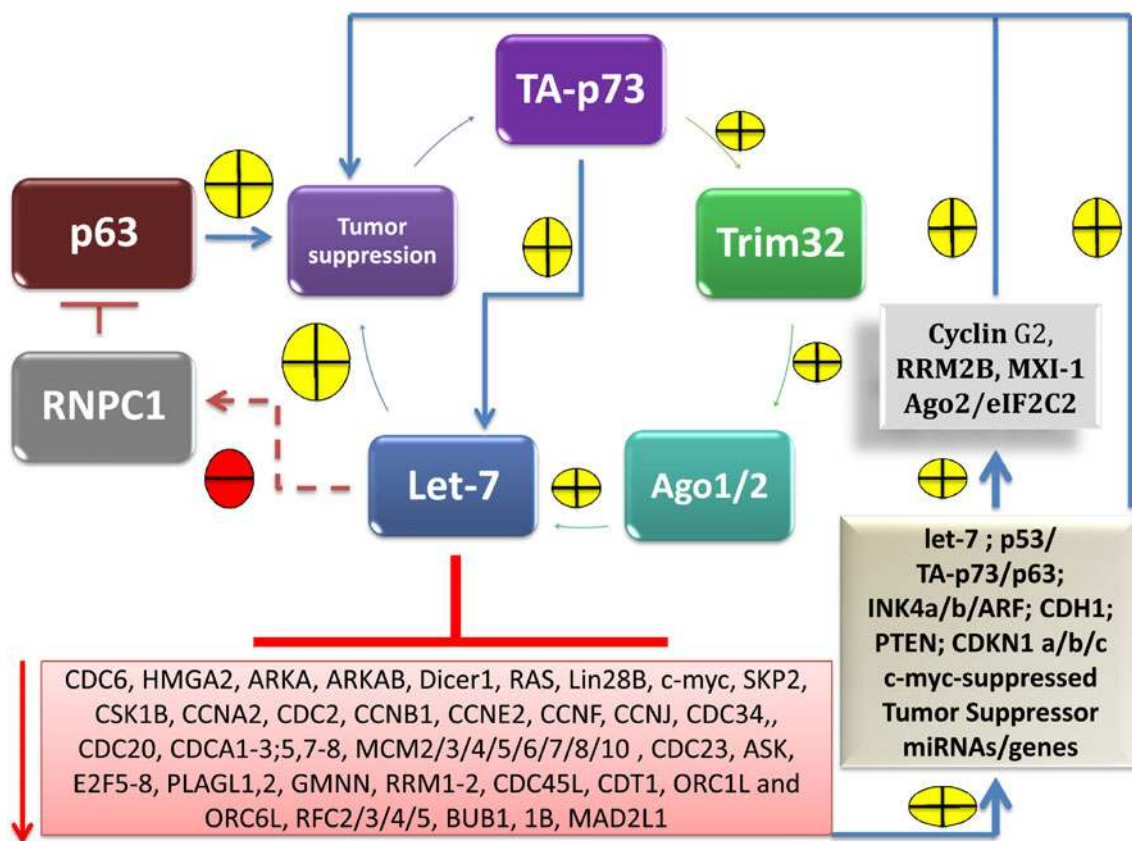 TA-p73
p63
Tumor
suppression
Trim32
RNPC1
Let-7
Ago1/2
Cyclin G2,
RRM2B, MXI-1
Ago2/eIF2C2
let-7 ; p53/
TA-p73/p63;
INK4a/b/ARF; CDH1;
PTEN; CDKN1 a/b/c
c-myc-suppressed
Tumor Suppressor
miRNAs/genes
CDC6, HMGA2, ARKA, ARKAB, Dicer1, RAS, Lin28B, c-myc, SKP2,
CSK1B, CCNA2, CDC2, CCNB1, CCNE2, CCNF, CCNJ, CDC34,,
CDC20, CDCA1-3;5,7-8, MCM2/3/4/5/6/7/8/10 , CDC23, ASK,
E2F5-8, PLAGL1,2, GMNN, RRM1-2, CDC45L, CDT1, ORC1L and
ORC6L, RFC2/3/4/5, BUB1, 1B, MAD2L1